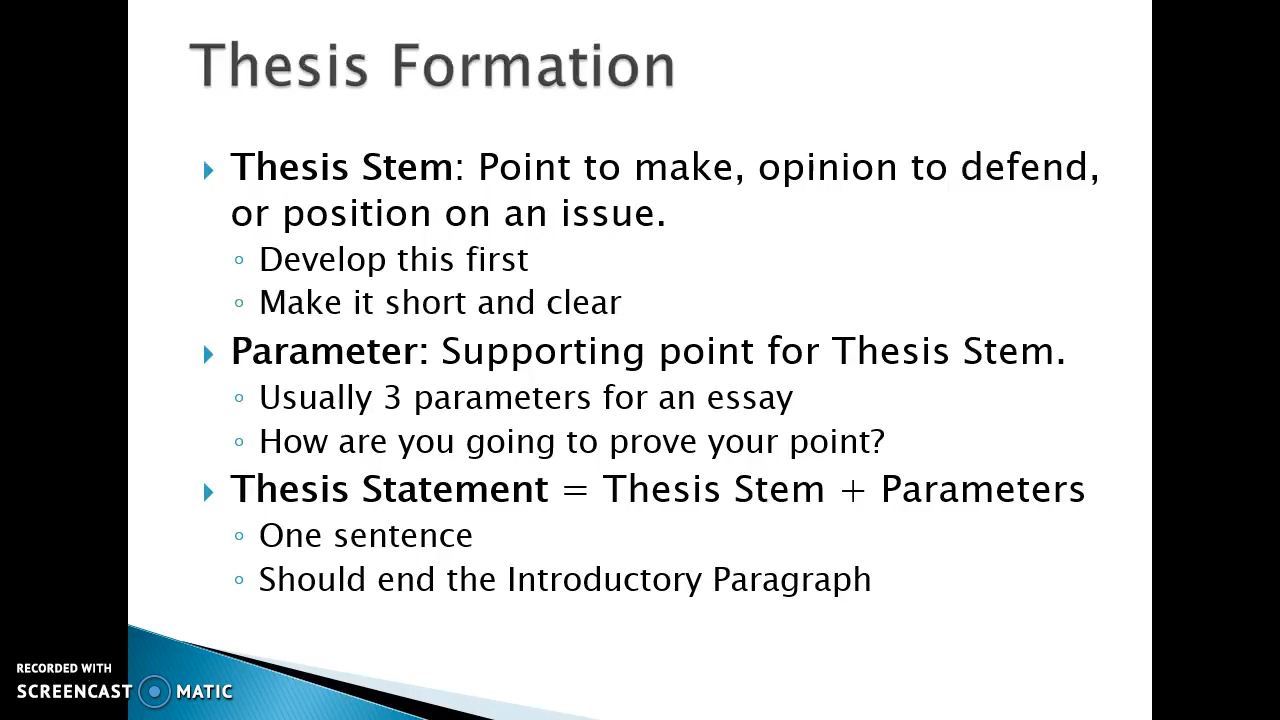 Thesis Formation
Thesis Stem: Point to make, opinion to defend,
or position on an issue.
Develop this first
Make it short and clear
Parameter: Supporting point for Thesis Stem.
Usually 3 parameters for an essay
How are you going to prove your point?
Thesis Statement = Thesis Stem + Parameters
One sentence
Should end the Introductory Paragraph
RECORDED WITH
SCREENCAST MATIC